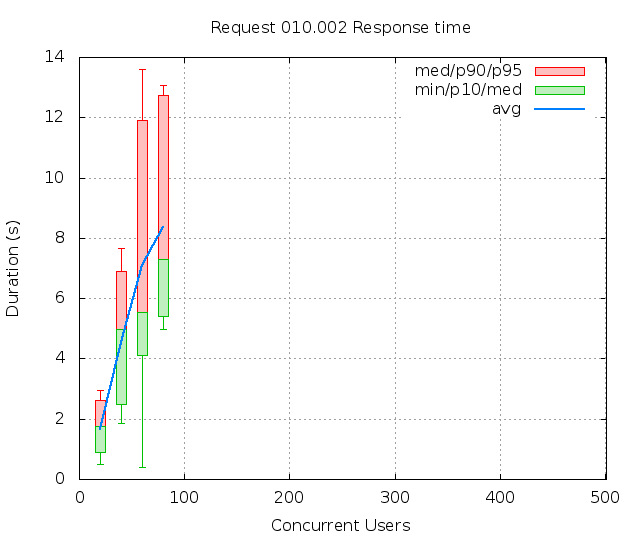 Request 010.002 Response time
med/p90/p95
min/p10/med
avg
14
12
10
8
6
4
2
0
Duration (s)
0 100 200 300 400 500
Concurrent Users